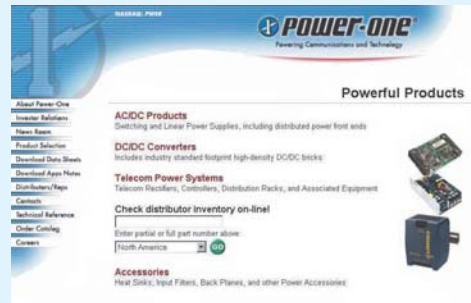 NASDAQ: PWER
POWER-ONE
Powering Communications and Technology
Powerful Products
About Power-One
Investor Relations
News Room
Product Selection
Download Data Sheets
Download Apps Notes
Distributors/Reps
Contacts
Technical Reference
Order Catalog
Careers
AC/DC Products
Switching and Linear Power Supplies, including distributed power front ends
DC/DC Converters
Includes industry standard footprint high-density DC/DC bricks
Telecom Power Systems
Telecom Rectifiers, Controllers, Distribution Racks, and Associated Equipment
Check distributor inventory on-line!
Enter partial or full part number above:
North America
GO
Accessories
Heat Sinks, Input Filters, Back Planes, and other Power Accessories